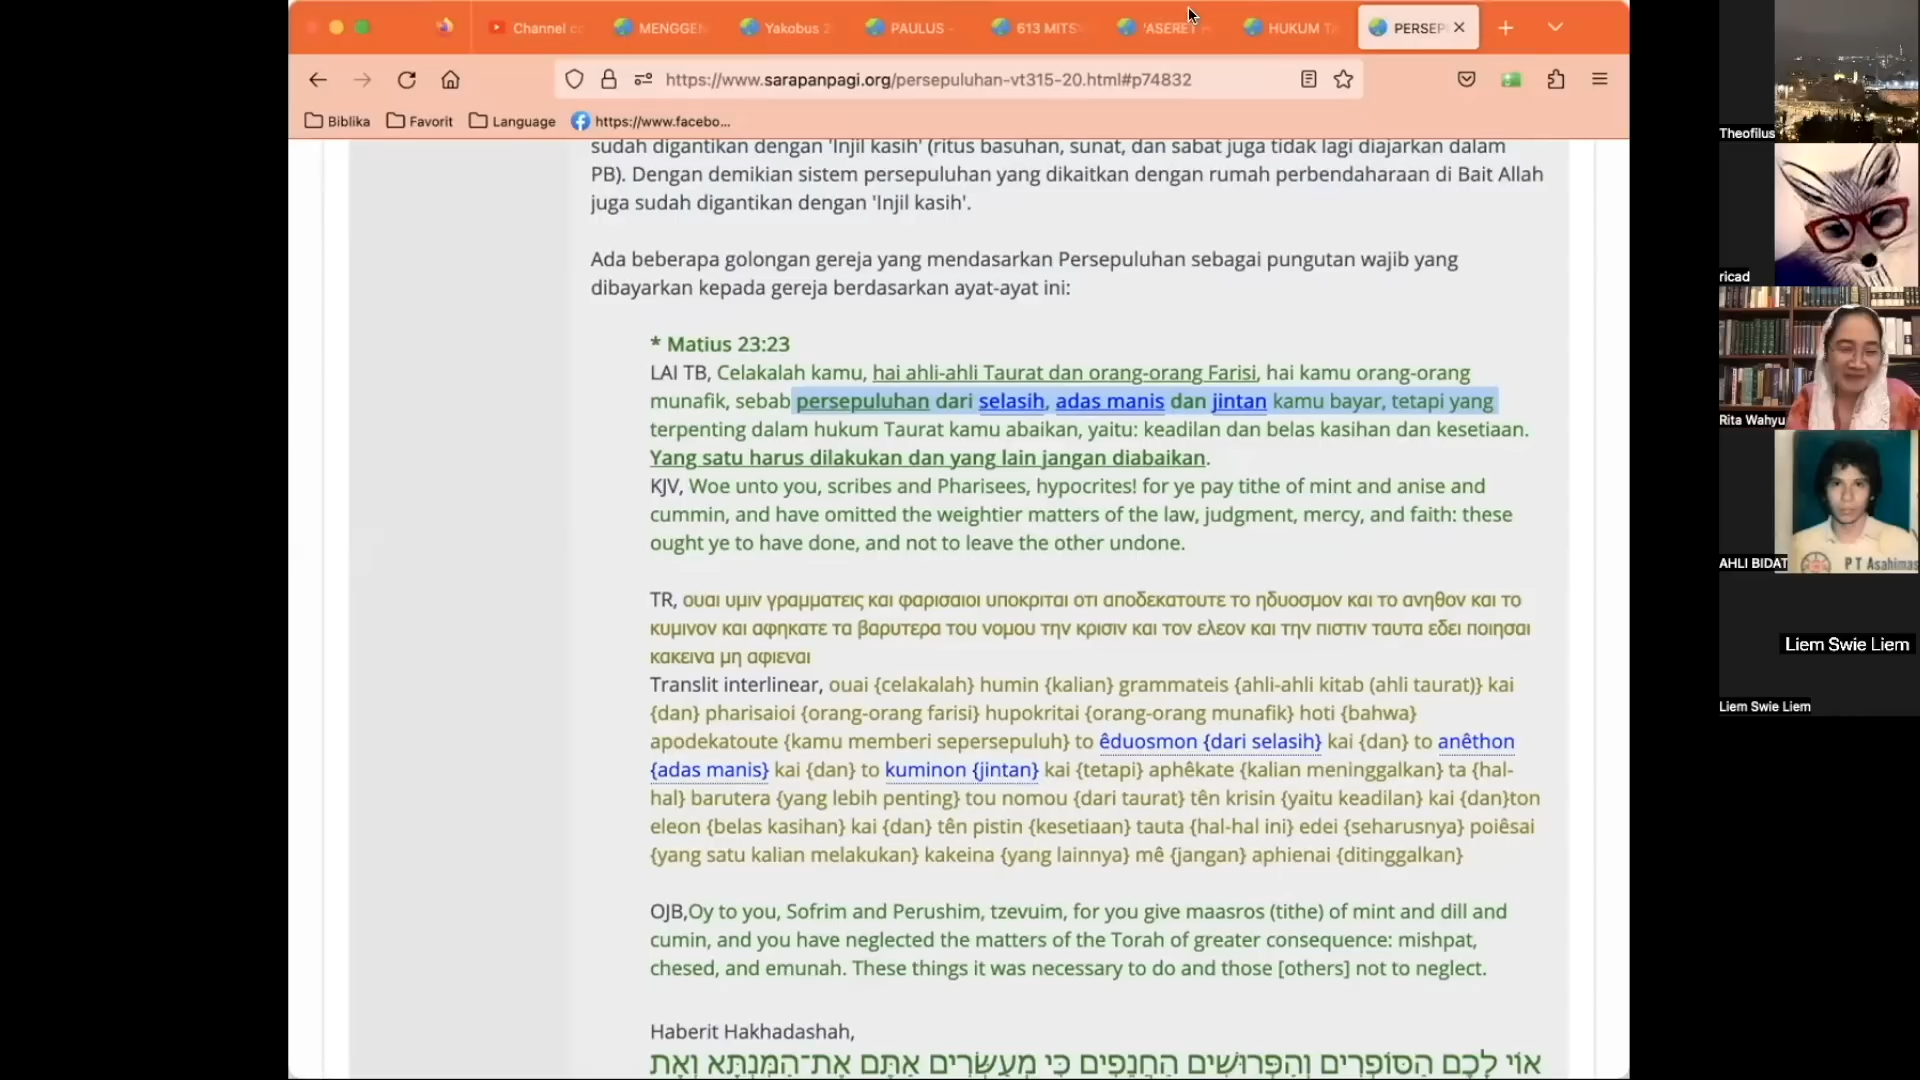 Channel
MENGGEN
Yakobus 2
PAULUS -
613 MITS
'ASERET
HUKUM TA
PERSEP
https://www.sarapanpagi.org/persepuluhan-vt315-20.html#p74832
Biblika
Favorit
Language
https://www.facebo...
sudah digantikan dengan 'Injil kasih' (ritus basuhan, sunat, dan sabat juga tidak lagi diajarkan dalam
PB). Dengan demikian sistem persepuluhan yang dikaitkan dengan rumah perbendaharaan di Bait Allah
juga sudah digantikan dengan 'Injil kasih'.
Ada beberapa golongan gereja yang mendasarkan Persepuluhan sebagai pungutan wajib yang
dibayarkan kepada gereja berdasarkan ayat-ayat ini:
* Matius 23:23
LAI TB, Celakalah kamu, hai ahli-ahli Taurat dan orang-orang Farisi, hai kamu orang-orang
munafik, sebab persepuluhan dari selasih, adas manis dan jintan kamu bayar, tetapi yang
terpenting dalam hukum Taurat kamu abaikan, yaitu: keadilan dan belas kasihan dan kesetiaan.
Yang satu harus dilakukan dan yang lain jangan diabaikan.
KJV, Woe unto you, scribes and Pharisees, hypocrites! for ye pay tithe of mint and anise and
cummin, and have omitted the weightier matters of the law, judgment, mercy, and faith: these
ought ye to have done, and not to leave the other undone.
TR, ουαι υμιν γραμματεις και φαρισαιοι υποκριται οτι αποδεκατουτε το ηδυοσμον και το ανηθον και το
κυμινον και αφηκατε τα βαρυτερα του νομου την κρισιν και τον ελεον και την πιστιν ταυτα εδει ποιησαι
κακεινα μη αφιεναι
Translit interlinear, ouai {celakalah} humin {kalian} grammateis {ahli-ahli kitab (ahli taurat)} kai
{dan} pharisaioi {orang-orang farisi} hupokritai {orang-orang munafik} hoti {bahwa}
apodekatoute {kamu memberi sepersepuluh} to êduosmon {dari selasih} kai {dan} to anêthon
{adas manis} kai {dan} to kuminon {jintan} kai {tetapi} aphêkate {kalian meninggalkan} ta {hal-
hal} barutera {yang lebih penting} tou nomou {dari taurat} tên krisin {yaitu keadilan} kai {dan}ton
eleon {belas kasihan} kai {dan} tên pistin {kesetiaan} tauta {hal-hal ini} edei {seharusnya} poiêsai
{yang satu kalian melakukan} kakeina {yang lainnya} mê {jangan} aphienai {ditinggalkan}
OJB,Oy to you, Sofrim and Perushim, tzevuim, for you give maasros (tithe) of mint and dill and
cumin, and you have neglected the matters of the Torah of greater consequence: mishpat,
chesed, and emunah. These things it was necessary to do and those [others] not to neglect.
Haberit Hakhadashah,
אוֹי לָכֶם הַסּוֹפְרִים וְהַפְּרוּשִׁים הַחֲנֵפִים כִּי מְעַשְּׂרִים אַתֶּם אֶת־הַמִּנְתָּא וְאֶת
Theofilus
ricad
Rita Wahyu
P T Asahimas
AHLI BIDAT
Liem Swie Liem
Liem Swie Liem